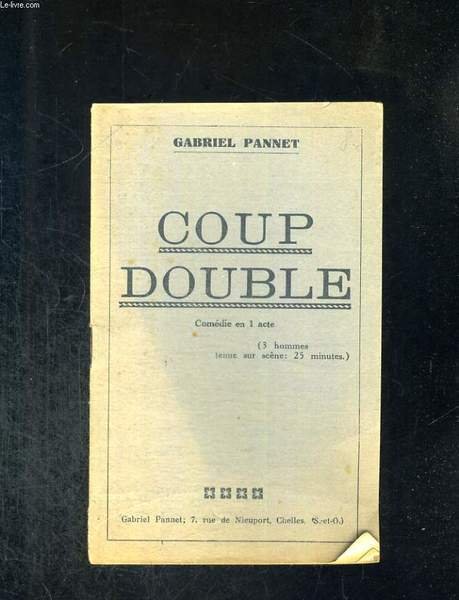 Le-livre.com
GABRIEL PANNET
COUP
DOUBLE
Comédie en 1 acte
(3 hommes
tenue sur scène: 25 minutes.)
Gabriel Pannet; 7, rue de Nieuport, Chelles. (S.-et-O.)